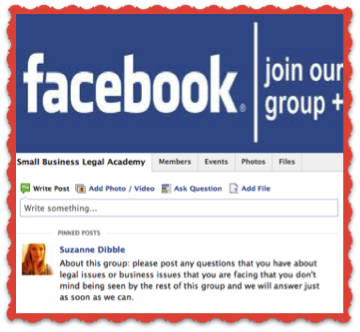 facebook® join our
group +
Small Business Legal Academy Members Events Photos Files
Write Post Add Photo / Video Ask Question Add File
Write something...
PINNED POSTS
Suzanne Dibble
About this group: please post any questions that you have about
legal issues or business issues that you are facing that you don't
mind being seen by the rest of this group and we will answer just
as soon as we can.